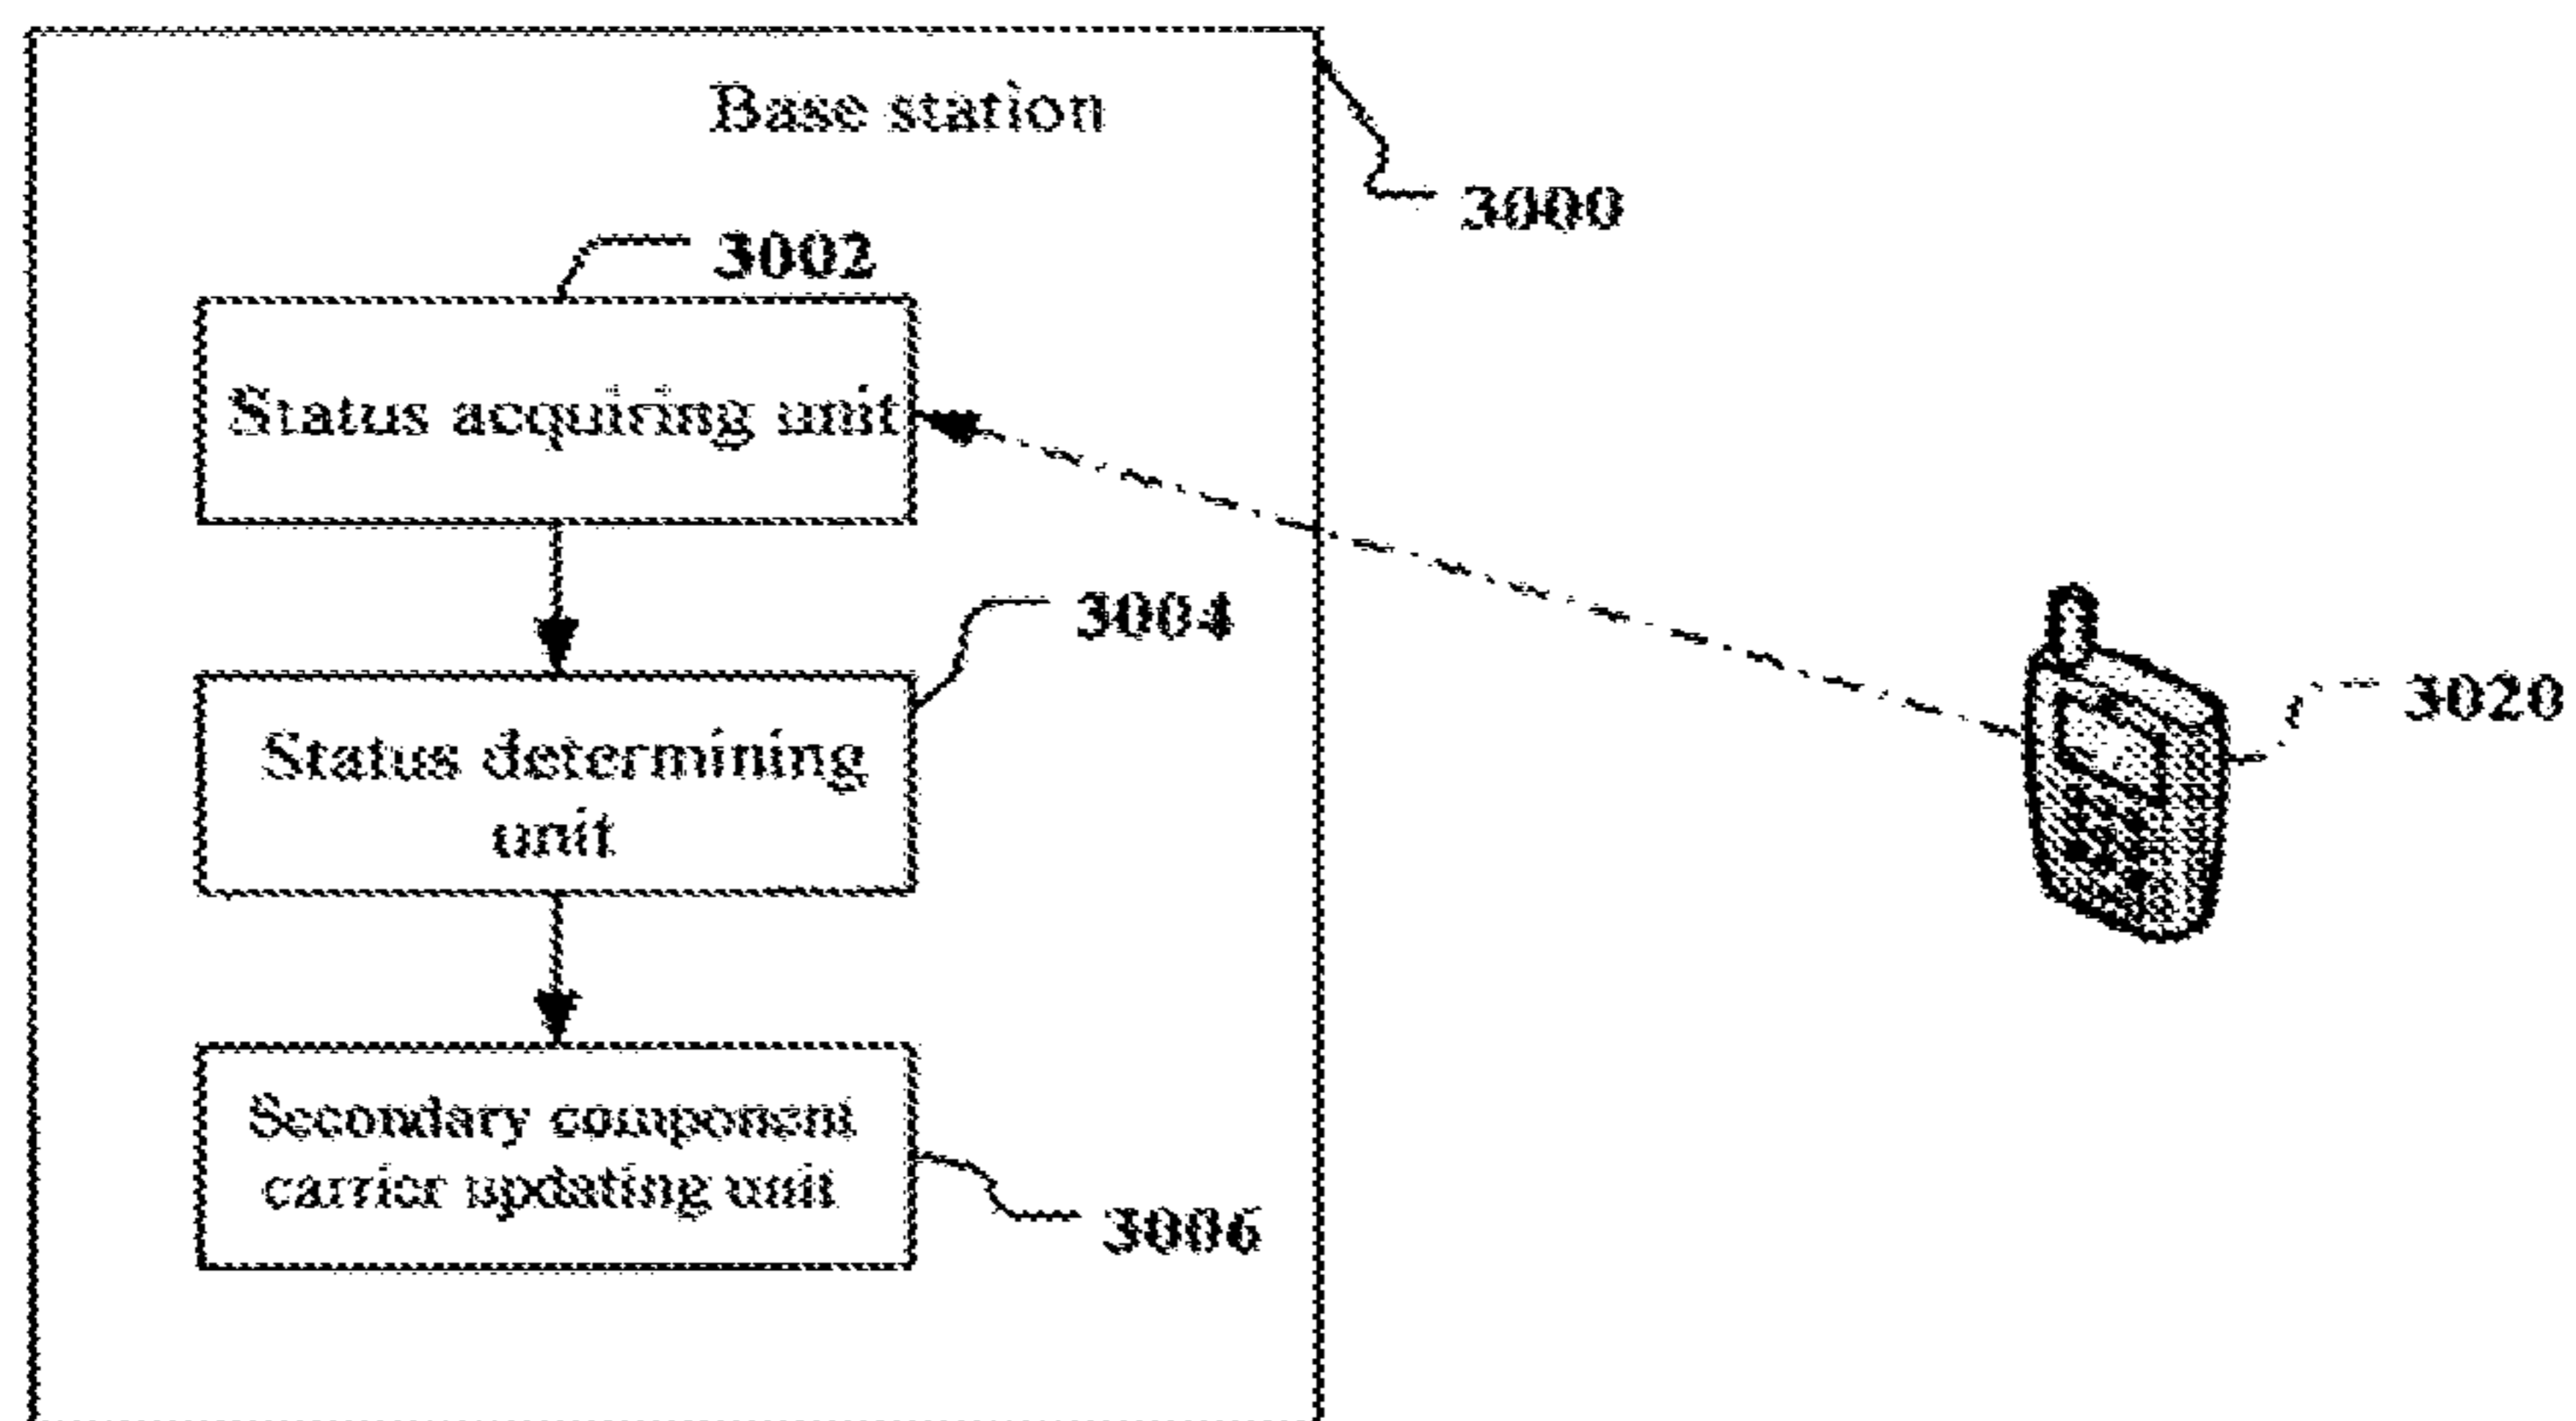 Base station
3000
3002
Status acquiring unit
3004
Status determining
unit
3020
Secondary component
carrier updating unit
3006